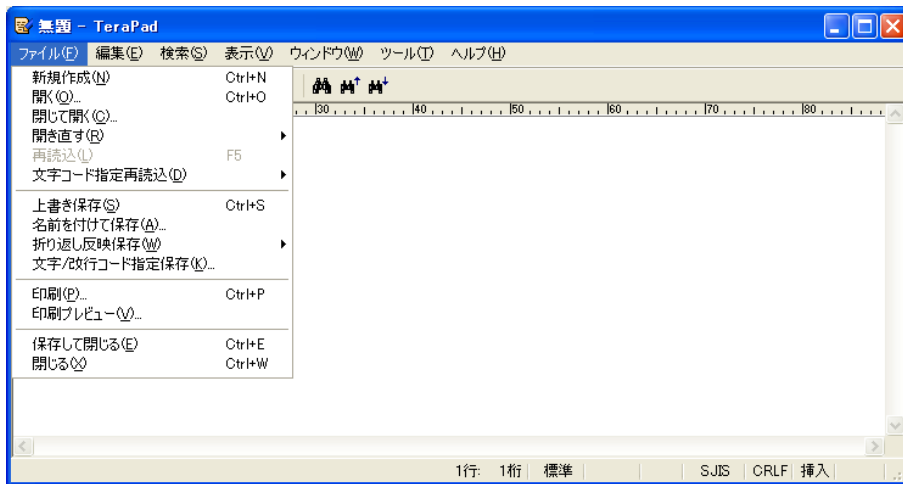 無題 - TeraPad
ファイル(F) 編集(E) 検索(S) 表示(V) ウィンドウ(W) ツール(T) ヘルプ(H)
新規作成(N) Ctrl+N
開く(O)...
Ctrl+O
閉じて開く(C)...
開き直す(R)
再読込(L) F5
文字コード指定再読込(D)
上書き保存(S) Ctrl+S
名前を付けて保存(A)...
折り返し反映保存(W)
文字/改行コード指定保存(K)...
印刷(P)... Ctrl+P
印刷プレビュー(V)...
保存して閉じる(E) Ctrl+E
閉じる(X) Ctrl+W
30 40 50 60 70 80
1行: 1桁 標準 SJIS CRLF 挿入